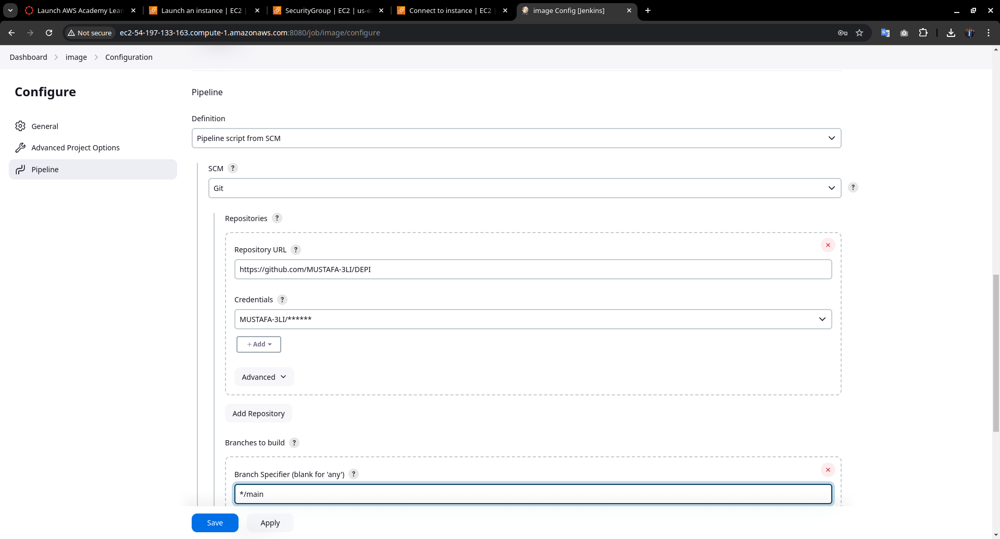 Launch AWS Academy Lear
Launch an instance | EC2 |
SecurityGroup | EC2 | us-e
Connect to instance | EC2 |
image Config [Jenkins]
Not secure
ec2-54-197-133-163.compute-1.amazonaws.com:8080/job/image/configure
Dashboard
image
Configuration
Configure
General
Advanced Project Options
Pipeline
Pipeline
Definition
Pipeline script from SCM
SCM ?
Git
?
Repositories ?
Repository URL ?
https://github.com/MUSTAFA-3LI/DEPI
Credentials ?
MUSTAFA-3LI/******
+ Add
Advanced
Add Repository
Branches to build ?
Branch Specifier (blank for 'any') ?
*/main
Save
Apply